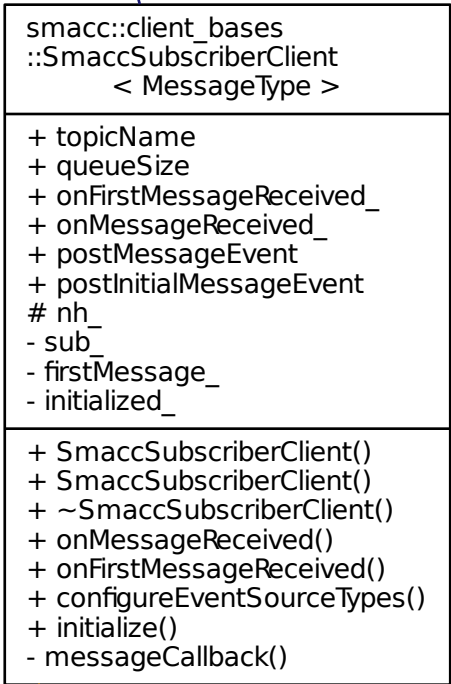 smacc::client_bases
::SmaccSubscriberClient
< MessageType >
+ topicName
+ queueSize
+ onFirstMessageReceived_
+ onMessageReceived_
+ postMessageEvent
+ postInitialMessageEvent
# nh_
- sub_
- firstMessage_
- initialized_
+ SmaccSubscriberClient()
+ SmaccSubscriberClient()
+ ~SmaccSubscriberClient()
+ onMessageReceived()
+ onFirstMessageReceived()
+ configureEventSourceTypes()
+ initialize()
- messageCallback()